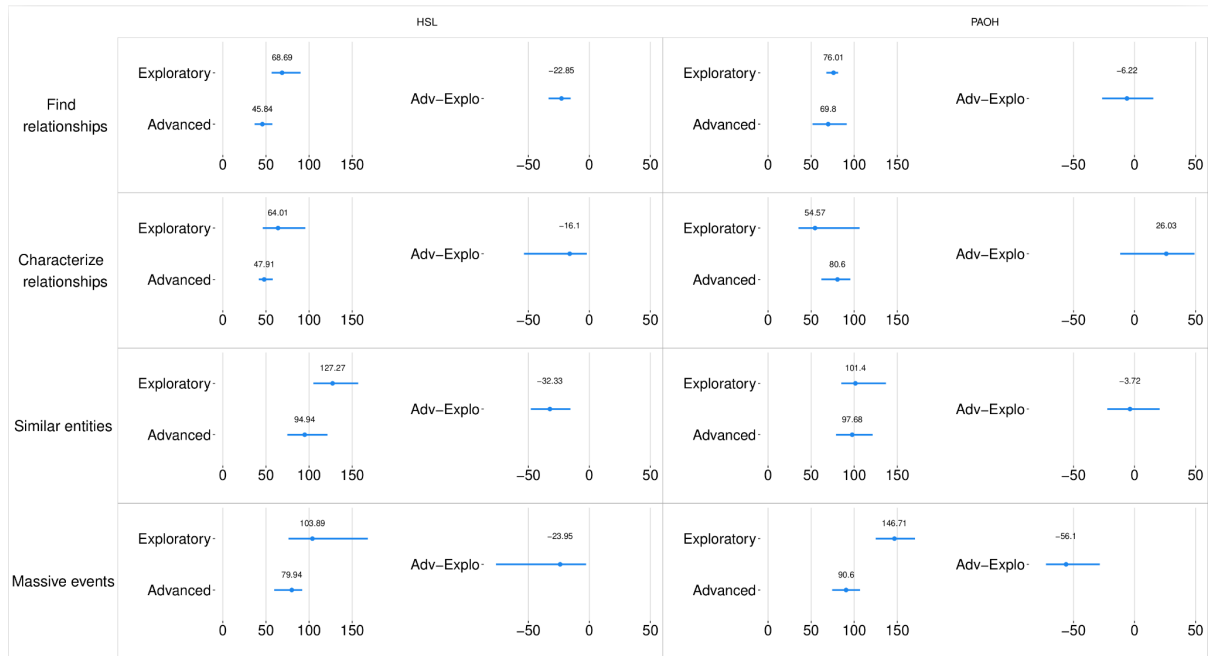 HSL
PAOH
Find
relationships
Exploratory
68.69
Advanced
45.84
0 50 100 150
Adv−Explo
−22.85
−50 0 50
Exploratory
76.01
Advanced
69.8
0 50 100 150
Adv−Explo
−6.22
−50 0 50
Characterize
relationships
Exploratory
64.01
Advanced
47.91
0 50 100 150
Adv−Explo
−16.1
−50 0 50
Exploratory
54.57
Advanced
80.6
0 50 100 150
Adv−Explo
26.03
−50 0 50
Similar entities
Exploratory
127.27
Advanced
94.94
0 50 100 150
Adv−Explo
−32.33
−50 0 50
Exploratory
101.4
Advanced
97.68
0 50 100 150
Adv−Explo
−3.72
−50 0 50
Massive events
Exploratory
103.89
Advanced
79.94
0 50 100 150
Adv−Explo
−23.95
−50 0 50
Exploratory
146.71
Advanced
90.6
0 50 100 150
Adv−Explo
−56.1
−50 0 50